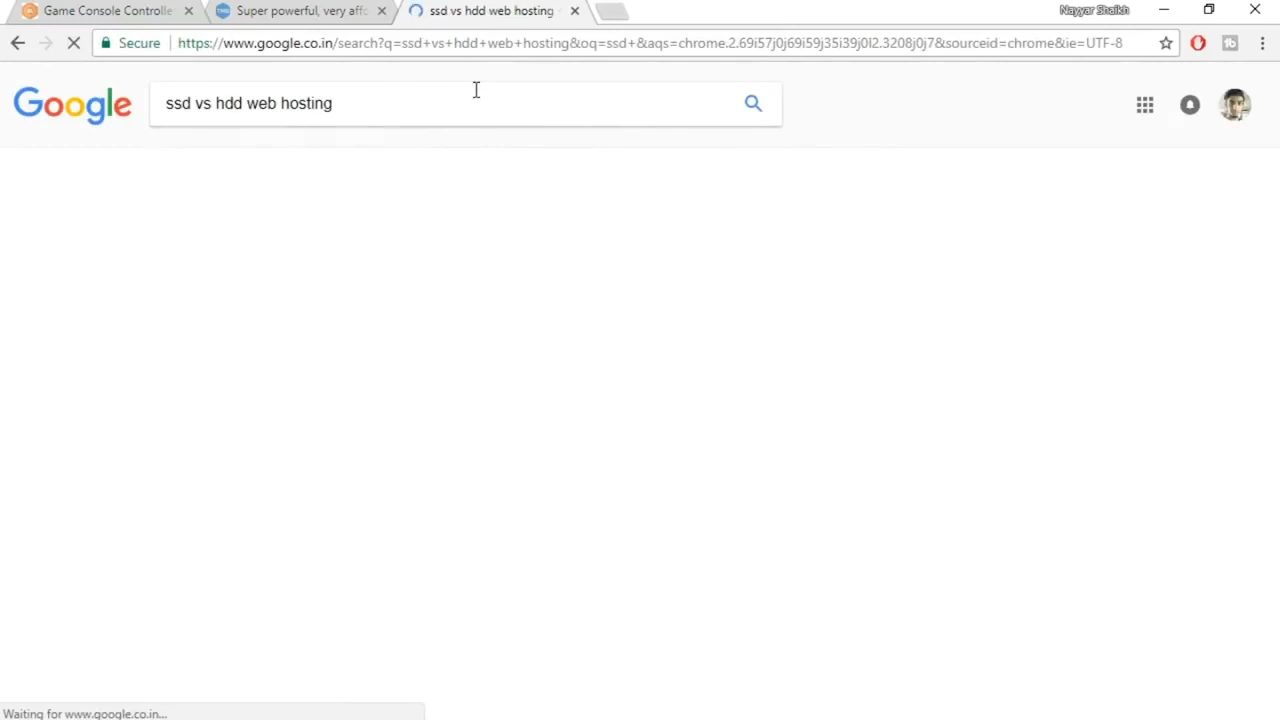 Game Console Controlle
Super powerful, very affo
ssd vs hdd web hosting
Nayyar Shaikh
Secure
https://www.google.co.in/search?q=ssd+vs+hdd+web+hosting&oq=ssd+&aqs=chrome.2.69i57j0j69i59j35i39j0l2.3208j0j7&sourceid=chrome&ie=UTF-8
Google
ssd vs hdd web hosting
Waiting for www.google.co.in...